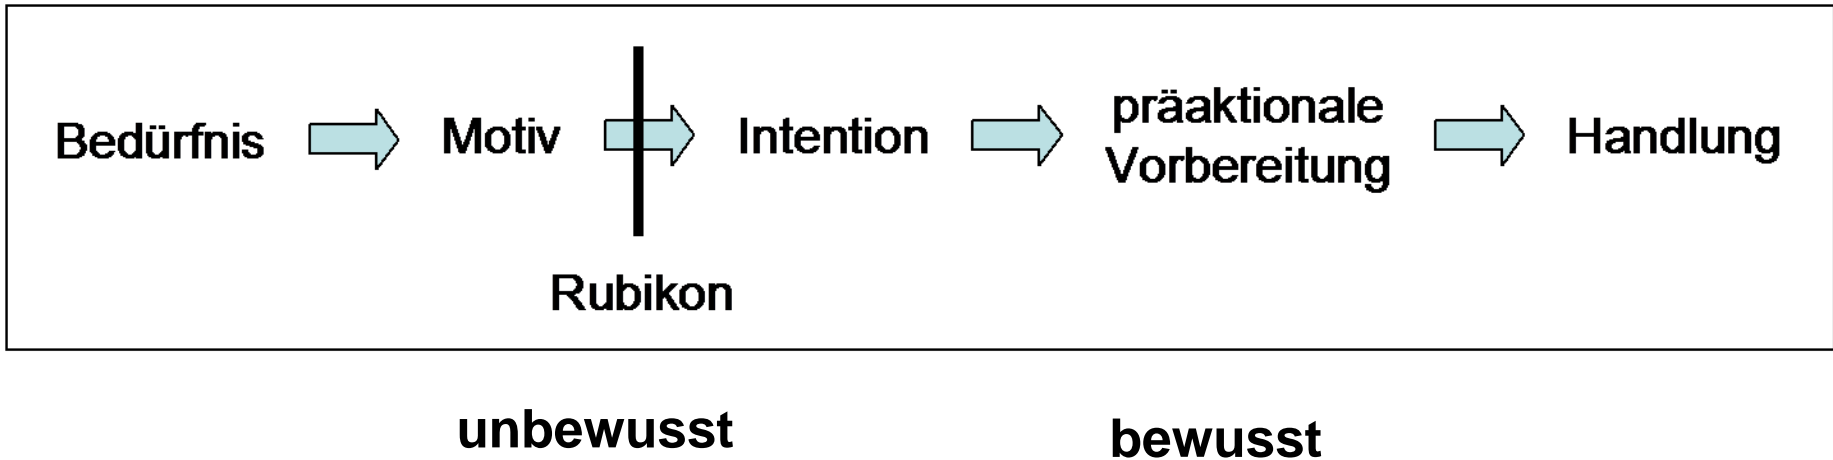 Bedürfnis
Motiv
Intention
präaktionale
Vorbereitung
Handlung
Rubikon
unbewusst
bewusst